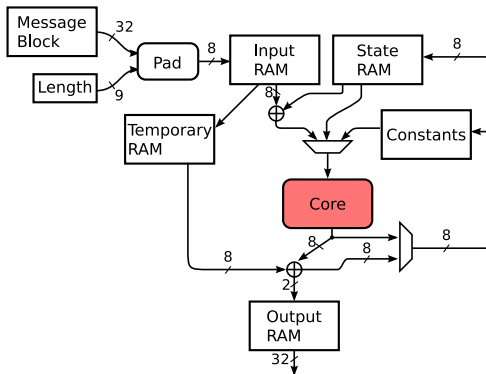 Message
Block
32
Length
9
Pad
8
Input
RAM
State
RAM
8
8
Temporary
RAM
Constants
Core
8
8
8
8
2
Output
RAM
32